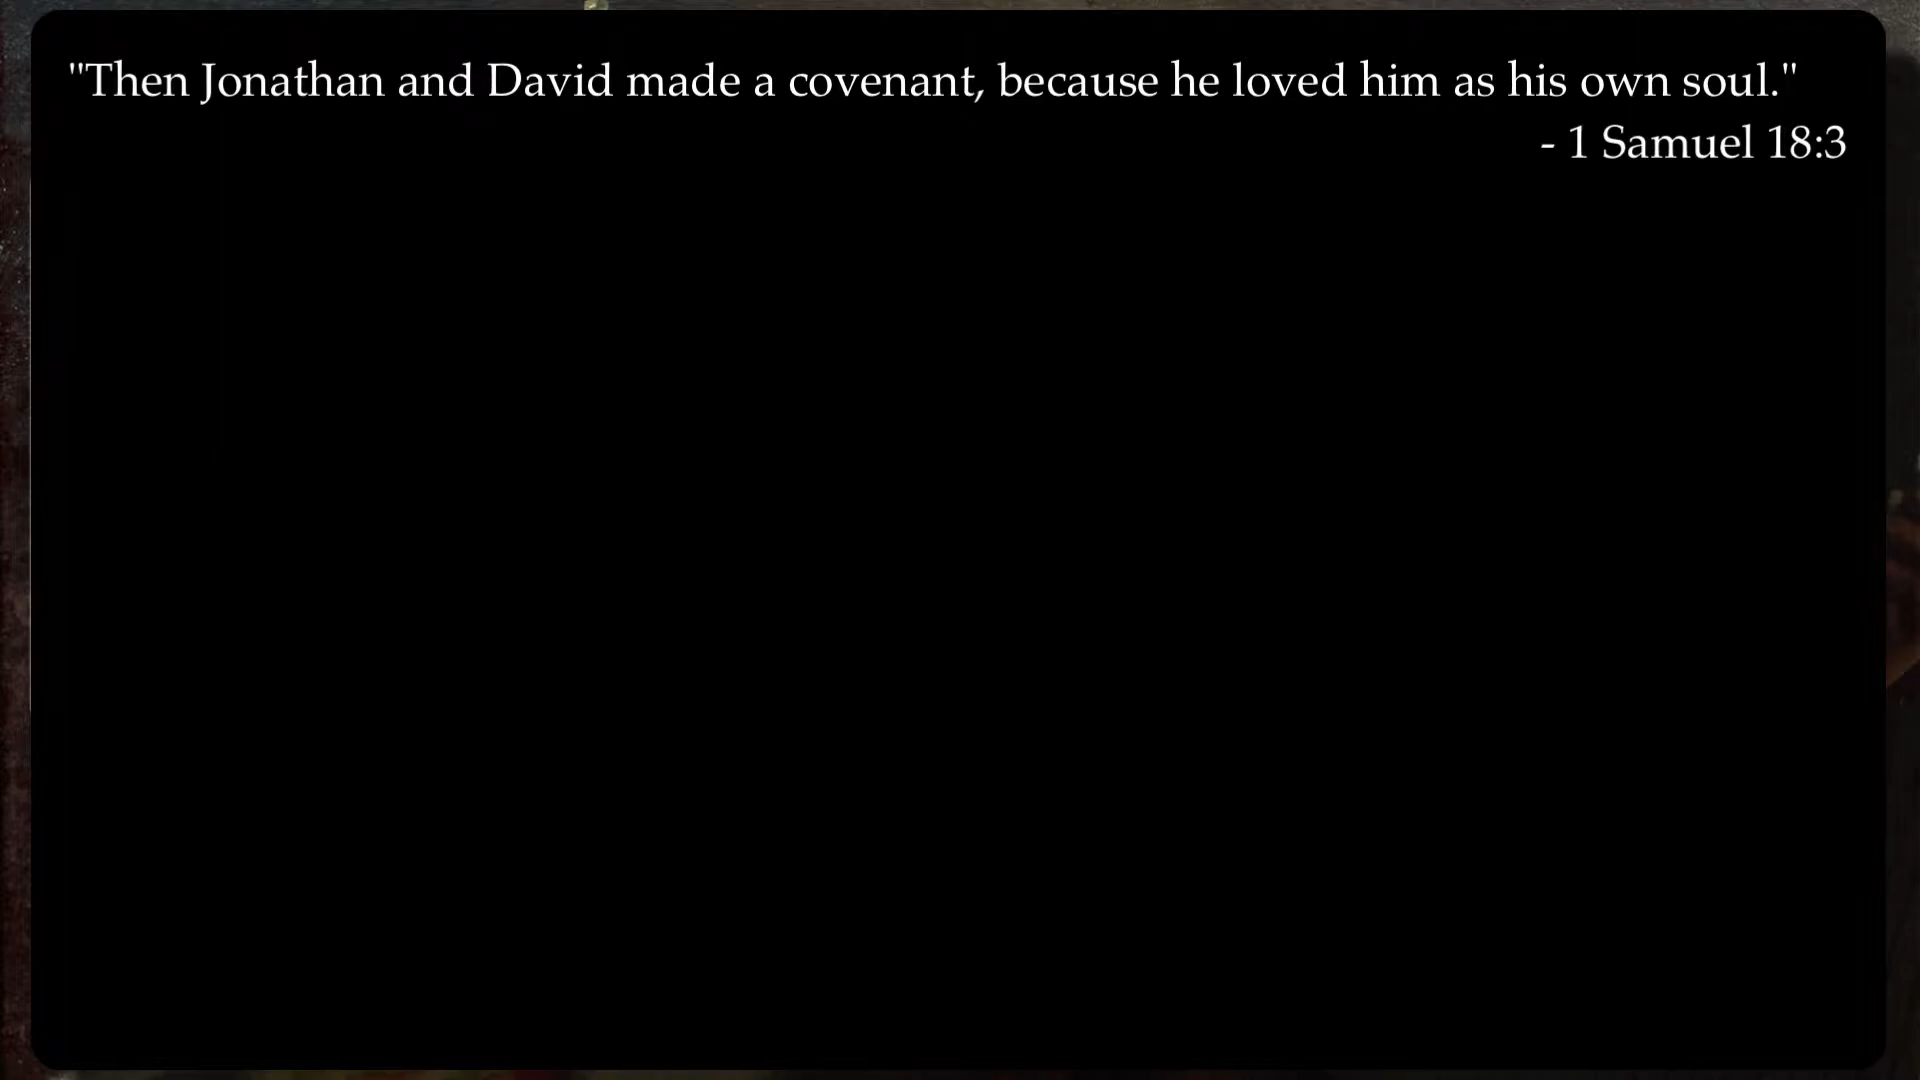 "Then Jonathan and David made a covenant, because he loved him as his own soul."
- 1 Samuel 18:3